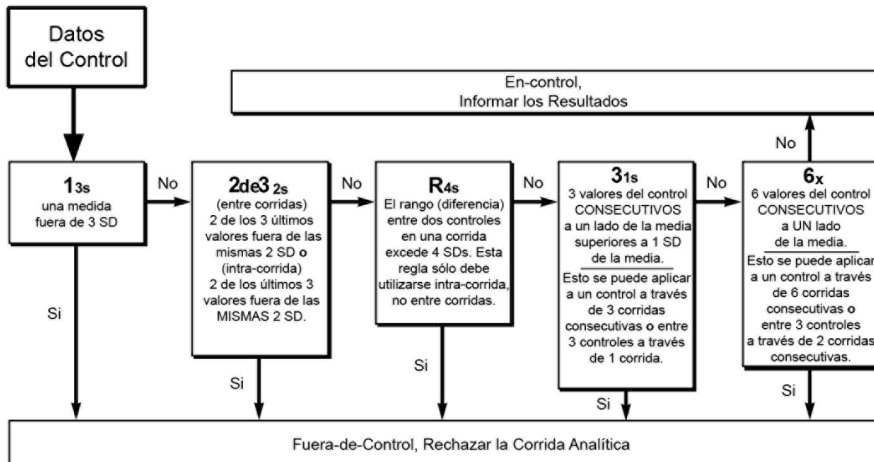 Datos
del Control
En-control,
Informar los Resultados
No
1 3s
una medida
fuera de 3 SD
No
2de3 2s
(entre corridas)
2 de los 3 últimos
valores fuera de las
mismas 2 SD o
(intra-corrida)
2 de los últimos 3
valores fuera de las
MISMAS 2 SD.
No
R4s
El rango (diferencia)
entre dos controles
en una corrida
excede 4 SDs. Esta
regla sólo debe
utilizarse intra-corrida,
no entre corridas.
No
31s
3 valores del control
CONSECUTIVOS
a un lado de la media
superiores a 1 SD
de la media.
Esto se puede aplicar
a un control a través
de 3 corridas
consecutivas o entre
3 controles a través
de 1 corrida.
No
6x
6 valores del control
CONSECUTIVOS
a UN lado
de la media.
Esto se puede aplicar
a un control a través
de 6 corridas
consecutivas o
entre 3 controles
a través de 2 corridas
consecutivas.
Si
Si
Si
Si
Si
Fuera-de-Control, Rechazar la Corrida Analítica